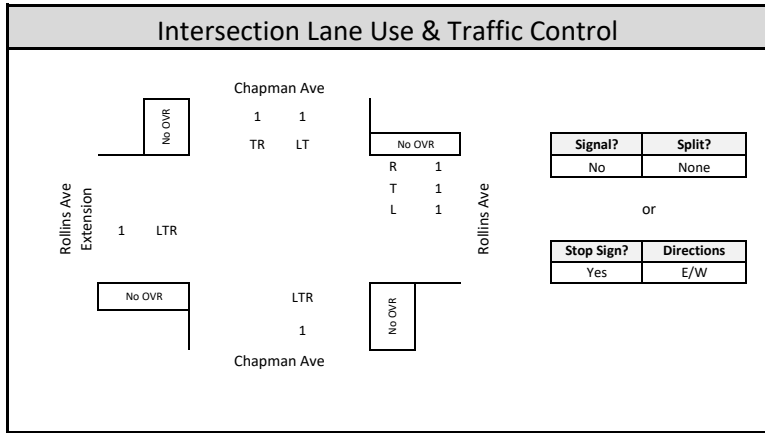 Intersection Lane Use & Traffic Control
Chapman Ave
No OVR
1 1
TR LT
No OVR
R 1
T 1
L 1
Rollins Ave
Extension
1 LTR
Rollins Ave
No OVR
LTR
1
No OVR
Chapman Ave
Signal? Split?
No None
or
Stop Sign? Directions
Yes E/W